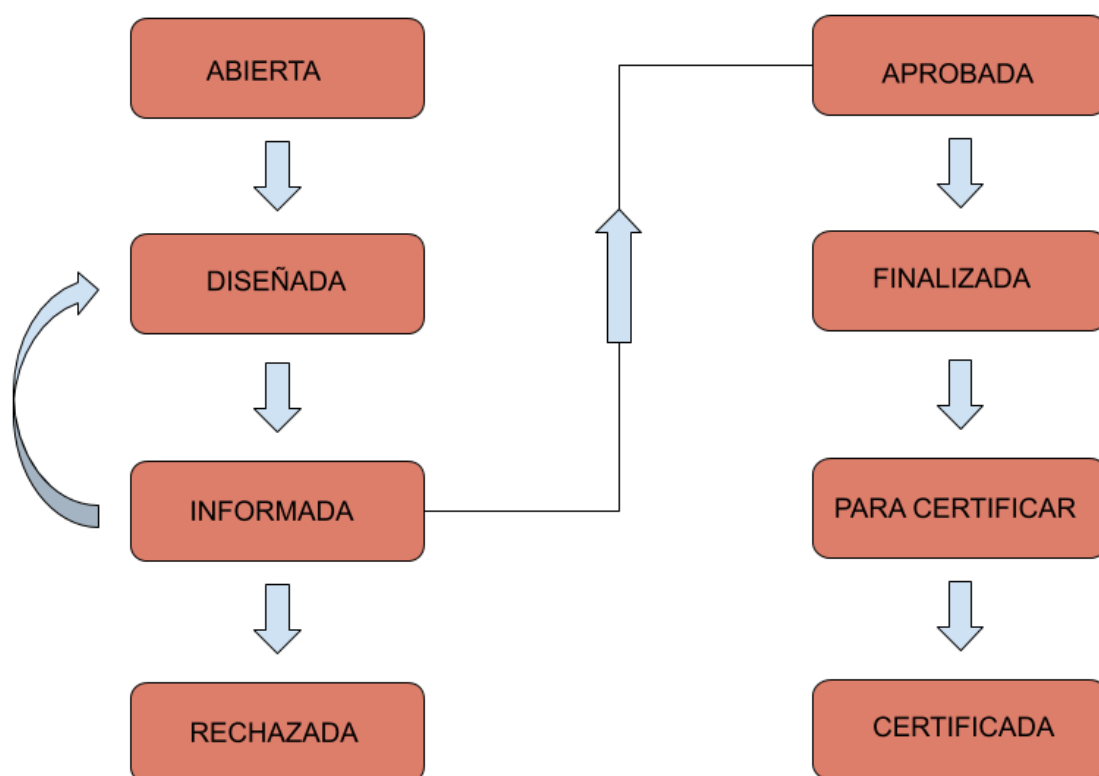 ABIERTA
DISEÑADA
INFORMADA
RECHAZADA
APROBADA
FINALIZADA
PARA CERTIFICAR
CERTIFICADA